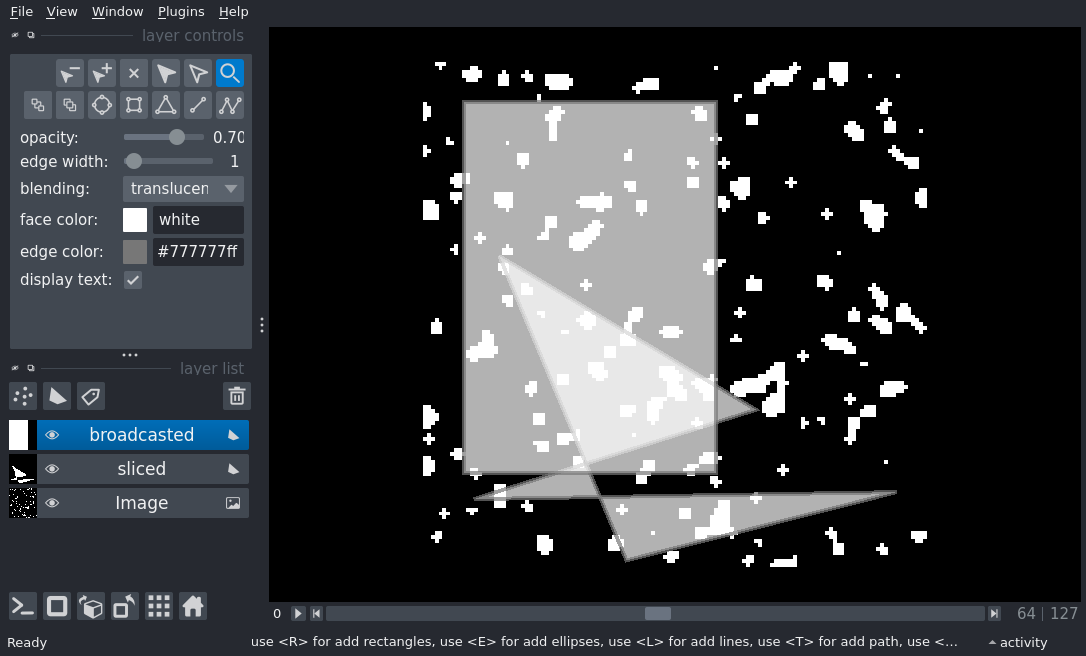 File View Window Plugins Help
layer controls
opacity: 0.70
edge width: 1
blending: translucen
face color: white
edge color: #777777ff
display text:
layer list
broadcasted
sliced
Image
0 64 127
Ready use <R> for add rectangles, use <E> for add ellipses, use <L> for add lines, use <T> for add path, use <... activity